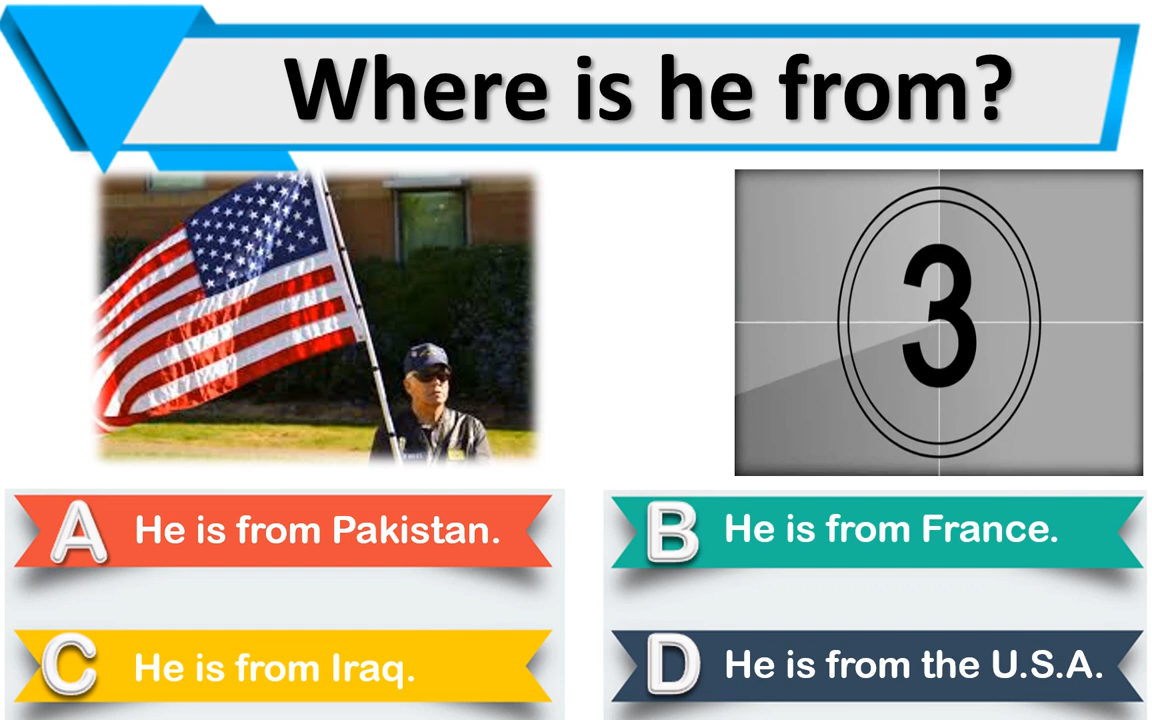 Where is he from?
3
A He is from Pakistan.
B He is from France.
C He is from Iraq.
D He is from the U.S.A.